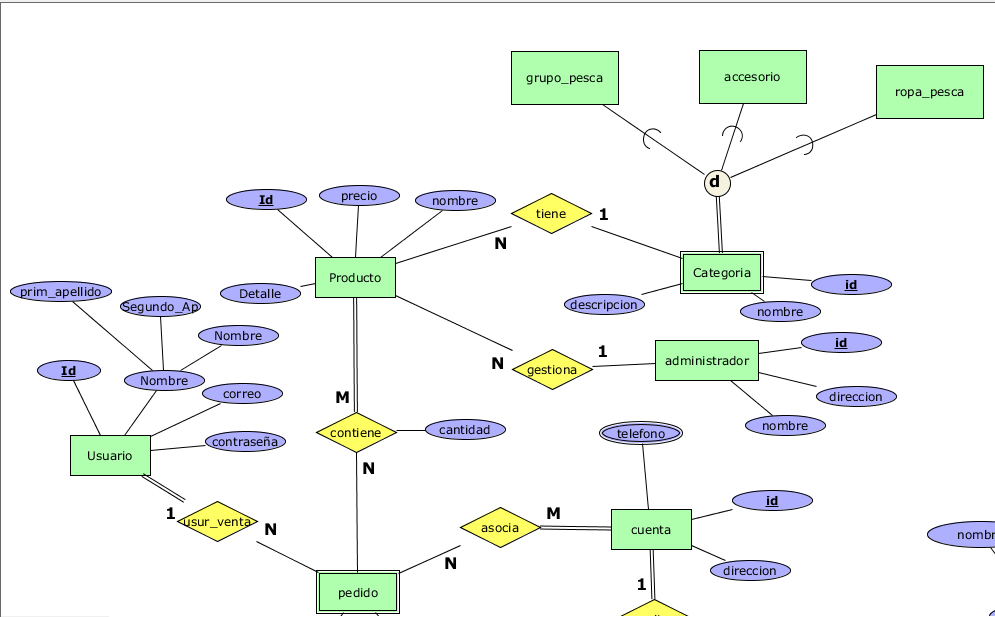 grupo_pesca
accesorio
ropa_pesca
d
Id
precio
nombre
tiene
1
N
Producto
Categoria
Detalle
descripcion
id
nombre
prim_apellido
Segundo_Ap
Nombre
Id
Nombre
correo
contraseña
Usuario
N
gestiona
1
administrador
id
direccion
nombre
M
contiene
cantidad
N
telefono
1
usur_venta
N
asocia
M
N
cuenta
id
direccion
1
pedido